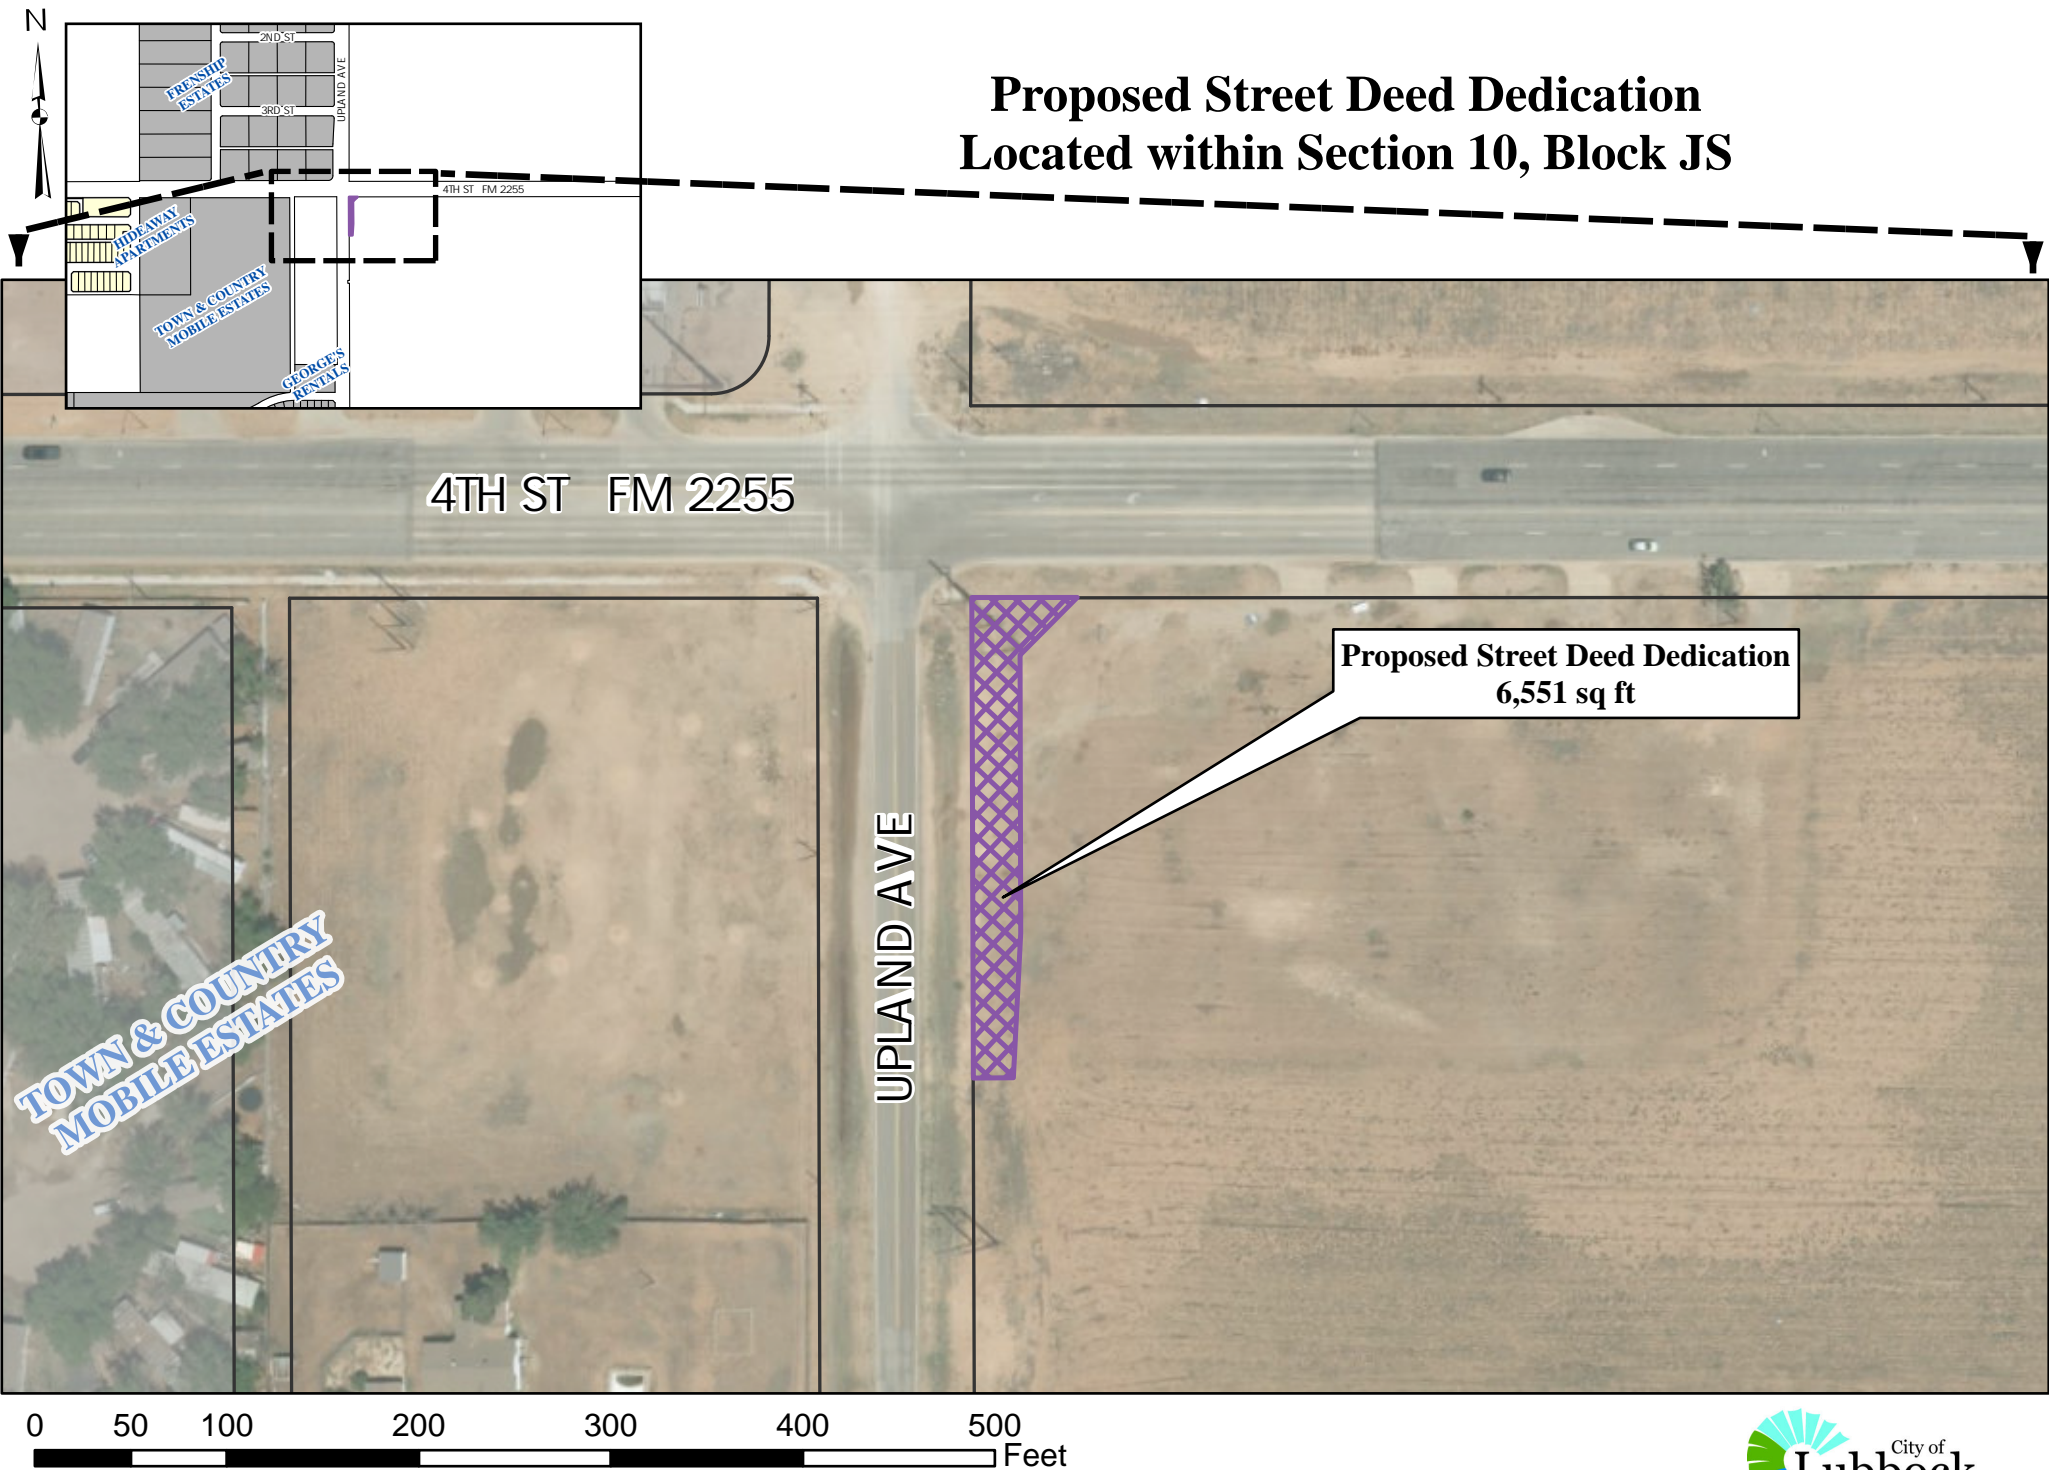 N
2ND ST
UPLAND AVE
FRENSHIP
ESTATES
3RD ST
4TH ST FM 2255
HIDEAWAY
APARTMENTS
TOWN & COUNTRY
MOBILE ESTATES
GEORGE'S
RENTALS
Proposed Street Deed Dedication
Located within Section 10, Block JS
4TH ST FM 2255
Proposed Street Deed Dedication
6,551 sq ft
UPLAND AVE
TOWN & COUNTRY
MOBILE ESTATES
0 50 100 200 300 400 500
Feet
City of
Lubbock